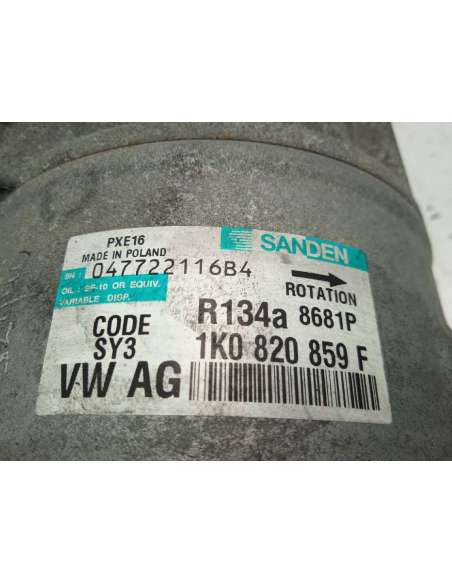 PXE16
MADE IN POLAND
SANDEN
SN : 047722116B4
OIL : SP-10 OR EQUIV.
VARIABLE DISP.
ROTATION
CODE
SY3
R134a 8681P
1K0 820 859 F
VW AG